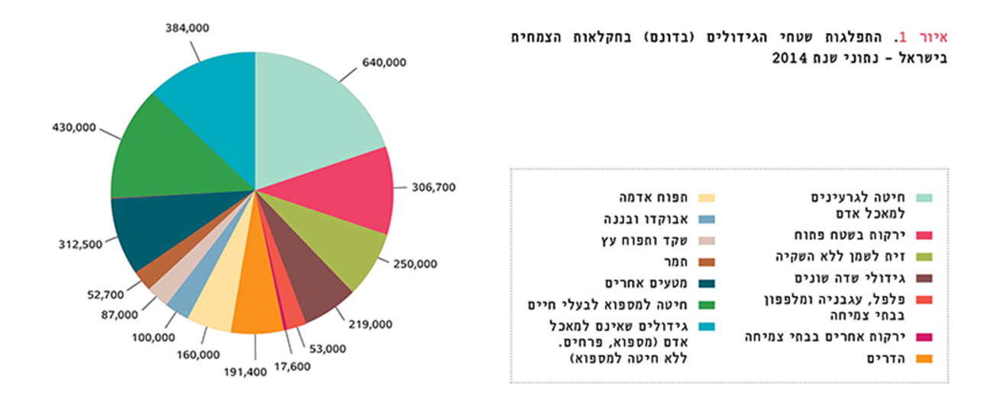 איור 1. התפלגות שטחי הגידולים (בדונם) בחקלאות הצמחית
בישראל – נתוני שנת 2014
384,000
640,000
430,000
306,700
312,500
250,000
52,700
87,000
219,000
100,000
53,000
160,000
17,600
191,400
חיטה לגרעינים
למאכל אדם
ירקות בשטח פתוח
זית לשמן ללא השקיה
גידולי שדה שונים
פלפל, עגבניה ומלפפון
בבתי צמיחה
ירקות אחרים בבתי צמיחה
הדרים
תפוח אדמה
אבוקדו ובננה
שקד ותפוח עץ
תמר
מטעים אחרים
חיטה למספוא לבעלי חיים
גידולים שאינם למאכל
אדם (מספוא, פרחים.
ללא חיטה למספוא)